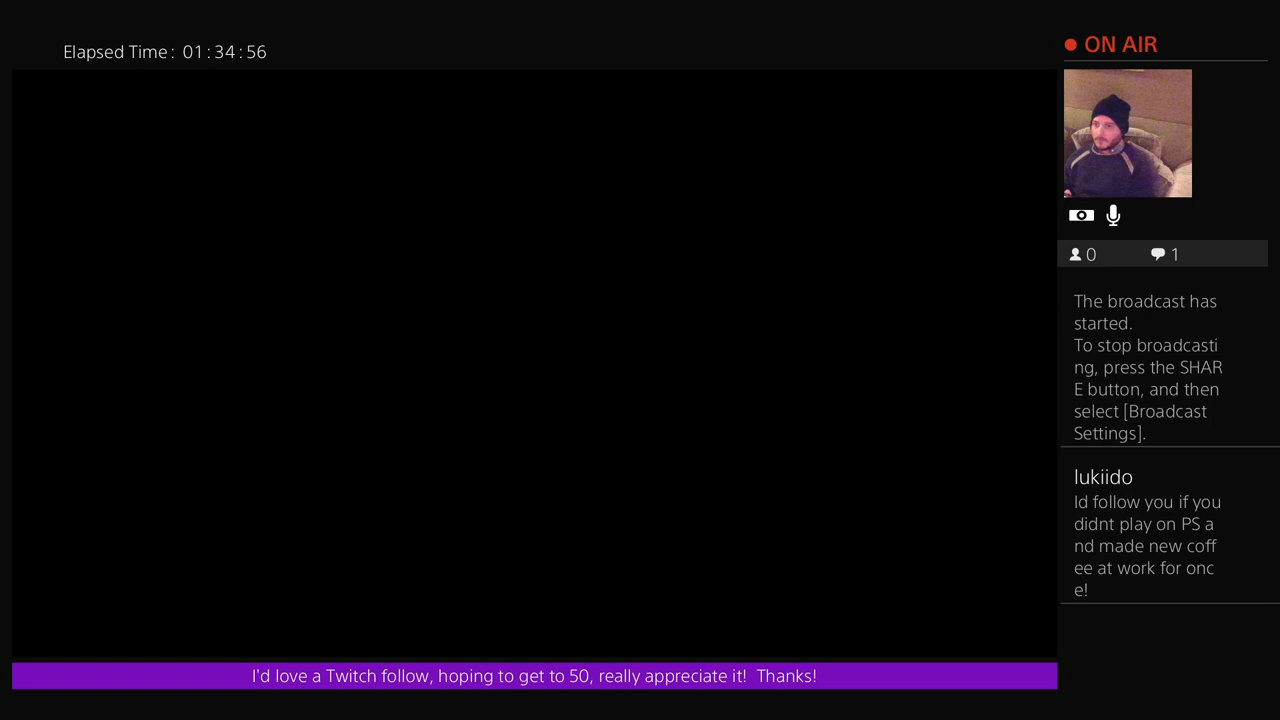 Elapsed Time: 01:34:56
ON AIR
0 1
The broadcast has
started.
To stop broadcasti
ng, press the SHAR
E button, and then
select [Broadcast
Settings].
lukiido
Id follow you if you
didnt play on PS a
nd made new coff
ee at work for onc
e!
I'd love a Twitch follow, hoping to get to 50, really appreciate it! Thanks!